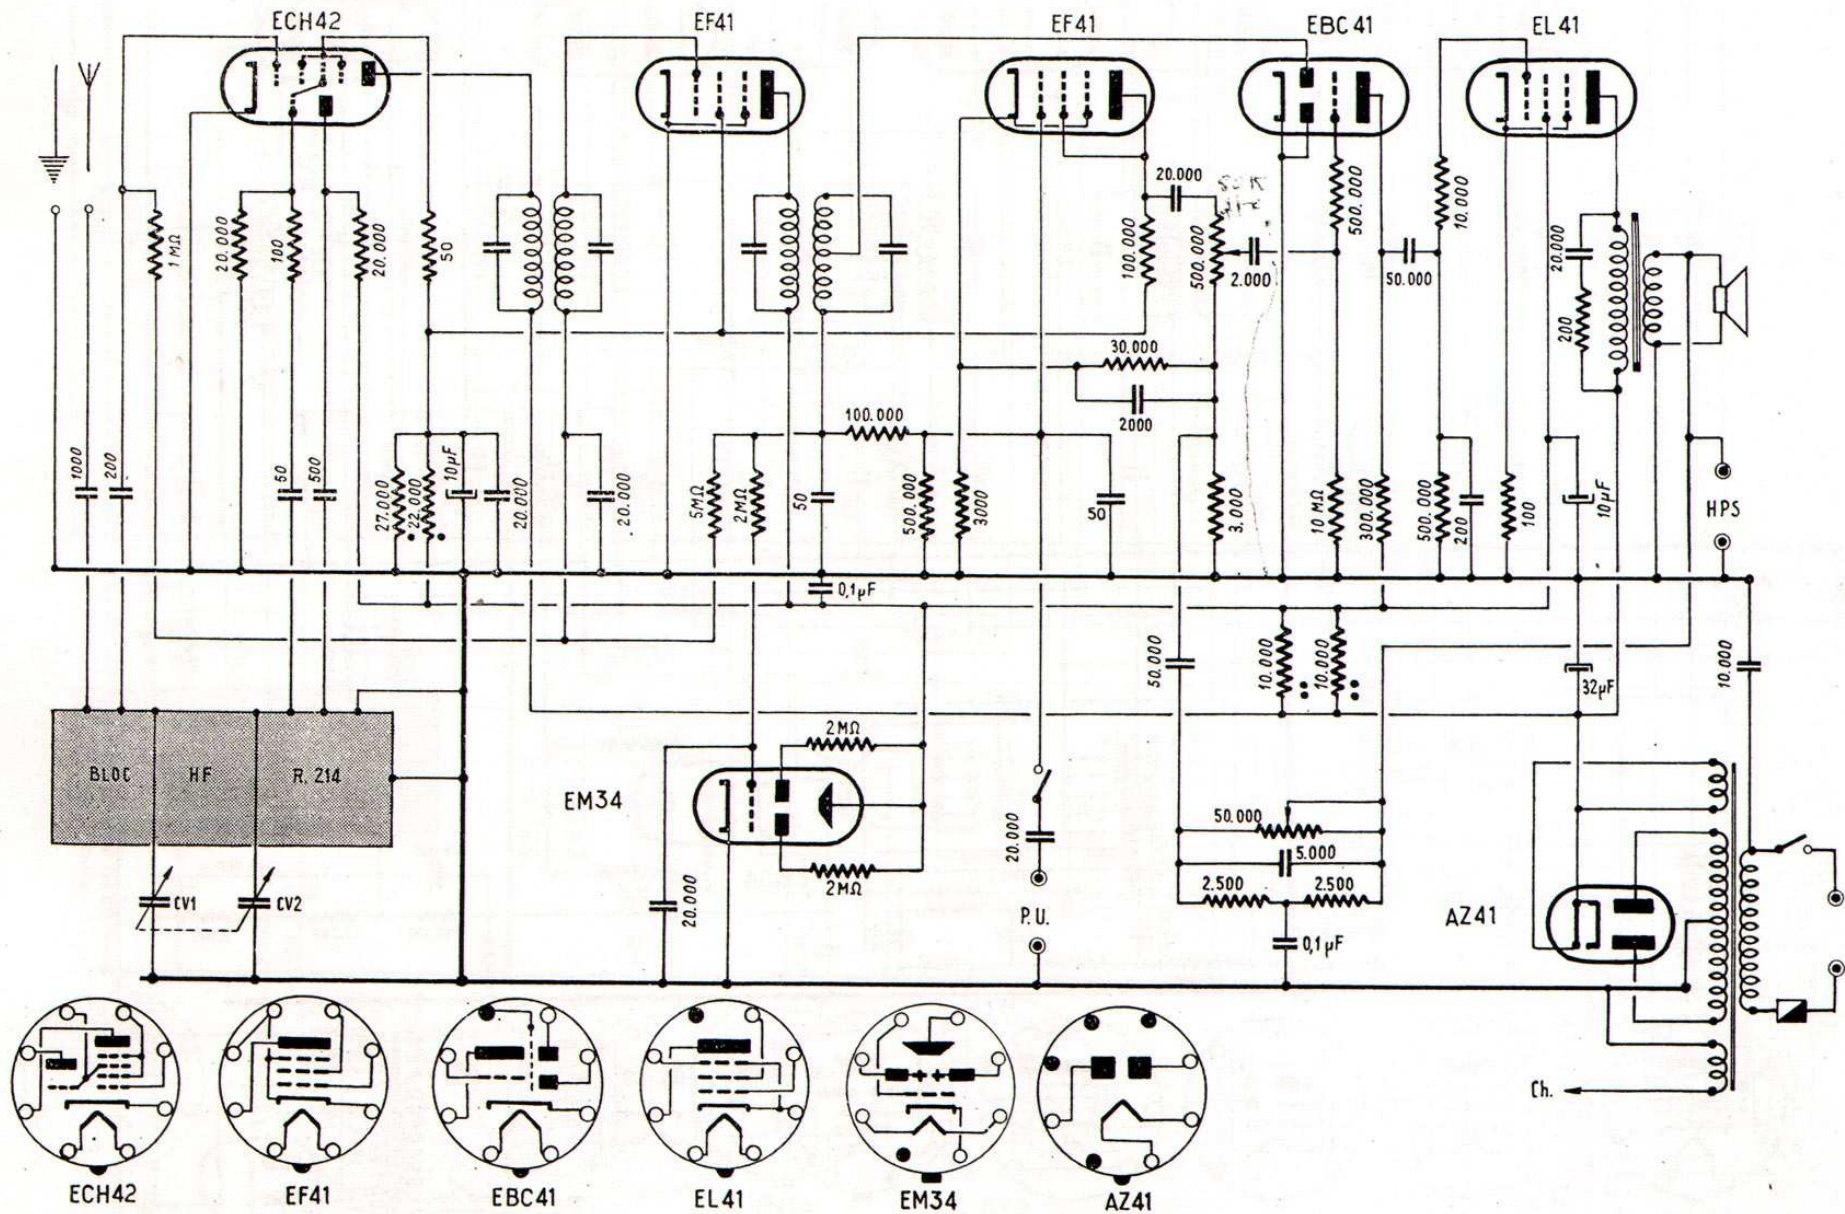 ECH42
EF41
EF41
EBC41
EL41
1MΩ
20.000
100
20.000
50
20.000
100.000
500.000
2.000
500.000
50.000
10.000
20.000
200
30.000
2000
100.000
1000
200
50
500
27.000
22.000
10µF
20.000
20.000
5MΩ
2MΩ
50
500.000
3000
50
3.000
10MΩ
300.000
500.000
200
100
10µF
HPS
0,1µF
50.000
10.000
10.000
32µF
10.000
BLOC HF R.214
CV1
CV2
EM34
2MΩ
2MΩ
20.000
20.000
P.U.
50.000
5.000
2.500
2.500
0,1µF
AZ41
Ch.
ECH42
EF41
EBC41
EL41
EM34
AZ41